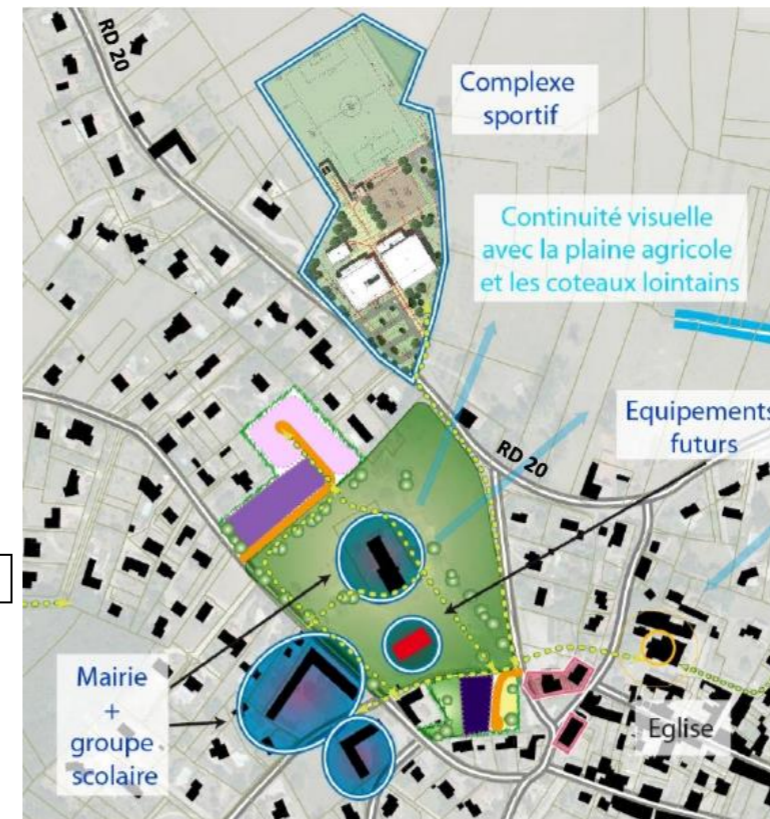 RD 20
Complexe
sportif
Continuité visuelle
avec la plaine agricole
et les coteaux lointains
Equipements
futurs
RD 20
Mairie
+
groupe
scolaire
Eglise